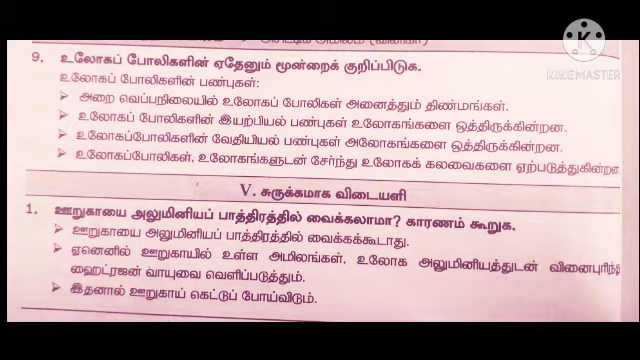 KINEMASTER
9. உலோகப் போலிகளின் ஏதேனும் மூன்றைக் குறிப்பிடுக.
உலோகப் போலிகளின் பண்புகள்:
➤ அறை வெப்பநிலையில் உலோகப் போலிகள் அனைத்தும் திண்மங்கள்.
➤ உலோகப் போலிகளின் இயற்பியல் பண்புகள் உலோகங்களை ஒத்திருக்கின்றன.
➤ உலோகப்போலிகளின் வேதியியல் பண்புகள் அலோகங்களை ஒத்திருக்கின்றன.
➤ உலோகப்போலிகள், உலோகங்களுடன் சேர்ந்து உலோகக் கலவைகளை ஏற்படுத்துகின்றன
V. சுருக்கமாக விடையளி
1. ஊறுகாயை அலுமினியப் பாத்திரத்தில் வைக்கலாமா? காரணம் கூறுக.
➤ ஊறுகாயை அலுமினியப் பாத்திரத்தில் வைக்கக்கூடாது.
➤ ஏனெனில் ஊறுகாயில் உள்ள அமிலங்கள், உலோக அலுமினியத்துடன் வினைபுரிந்து
ஹைட்ரஜன் வாயுவை வெளிப்படுத்தும்.
➤ இதனால் ஊறுகாய் கெட்டுப் போய்விடும்.